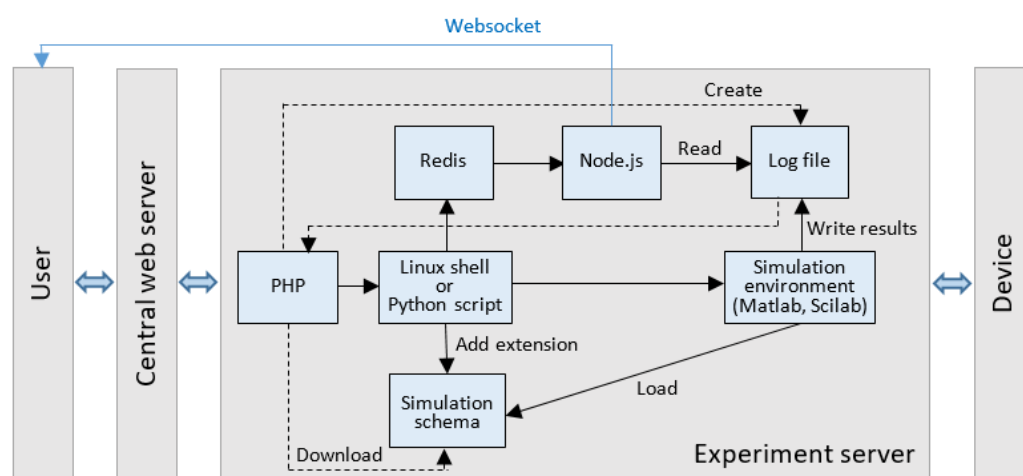 Websocket
Create
Redis
Node.js
Read
Log file
Write results
User
Central web server
PHP
Linux shell
or
Python script
Simulation
environment
(Matlab, Scilab)
Device
Add extension
Load
Simulation
schema
Download
Experiment server